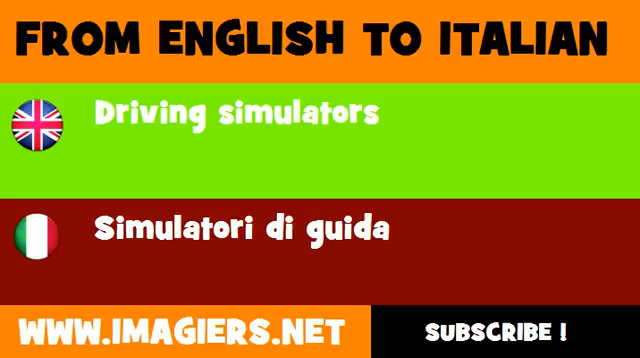 FROM ENGLISH TO ITALIAN
Driving simulators
Simulatori di guida
WWW.IMAGIERS.NET
SUBSCRIBE !